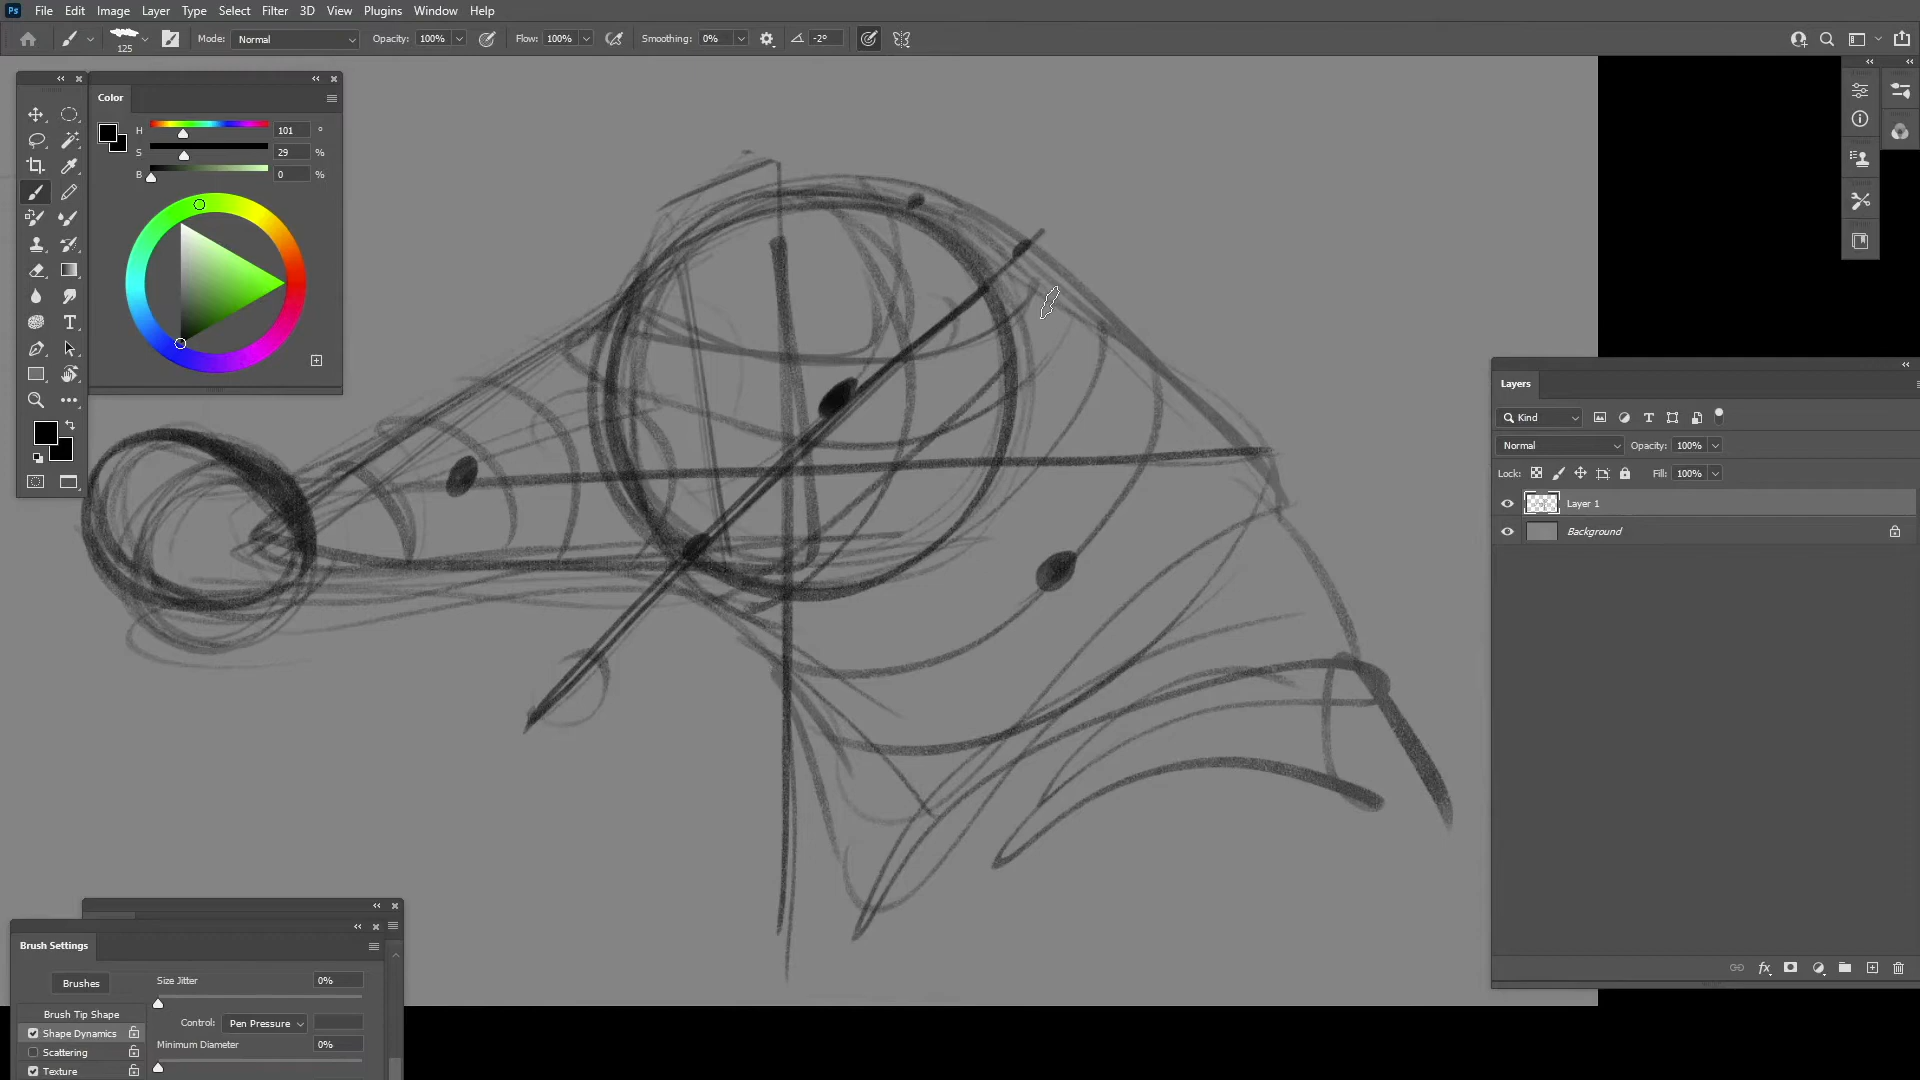 Ps File Edit Image Layer Type Select Filter 3D View Plugins Window Help
125 Mode: Normal Opacity: 100% Flow: 100% Smoothing: 0% -2°
Color
H 101 °
S 29 %
B 0 %
T
Layers
Kind T
Normal Opacity: 100%
Lock: Fill: 100%
Layer 1
Background
fx
Brush Settings
Brushes
Size Jitter 0%
Brush Tip Shape
Control: Pen Pressure
Shape Dynamics
Minimum Diameter 0%
Scattering
Texture